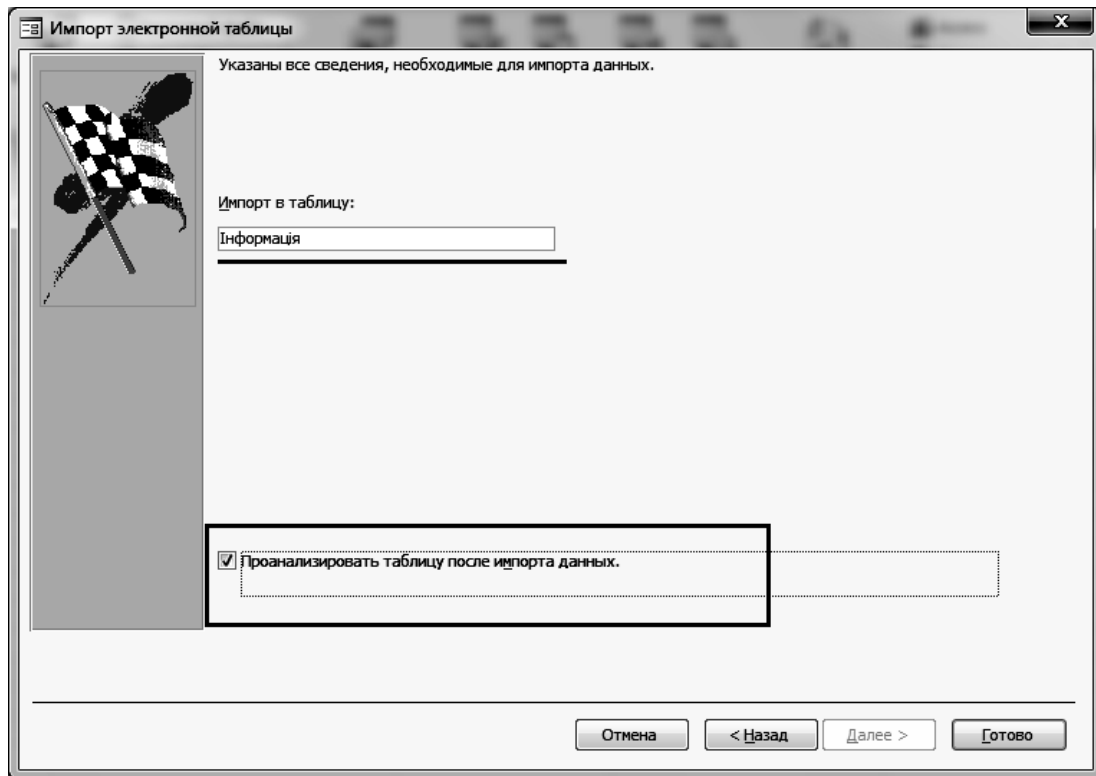 Импорт электронной таблицы
Указаны все сведения, необходимые для импорта данных.
Импорт в таблицу:
Інформація
Проанализировать таблицу после импорта данных.
Отмена
< Назад
Далее >
Готово